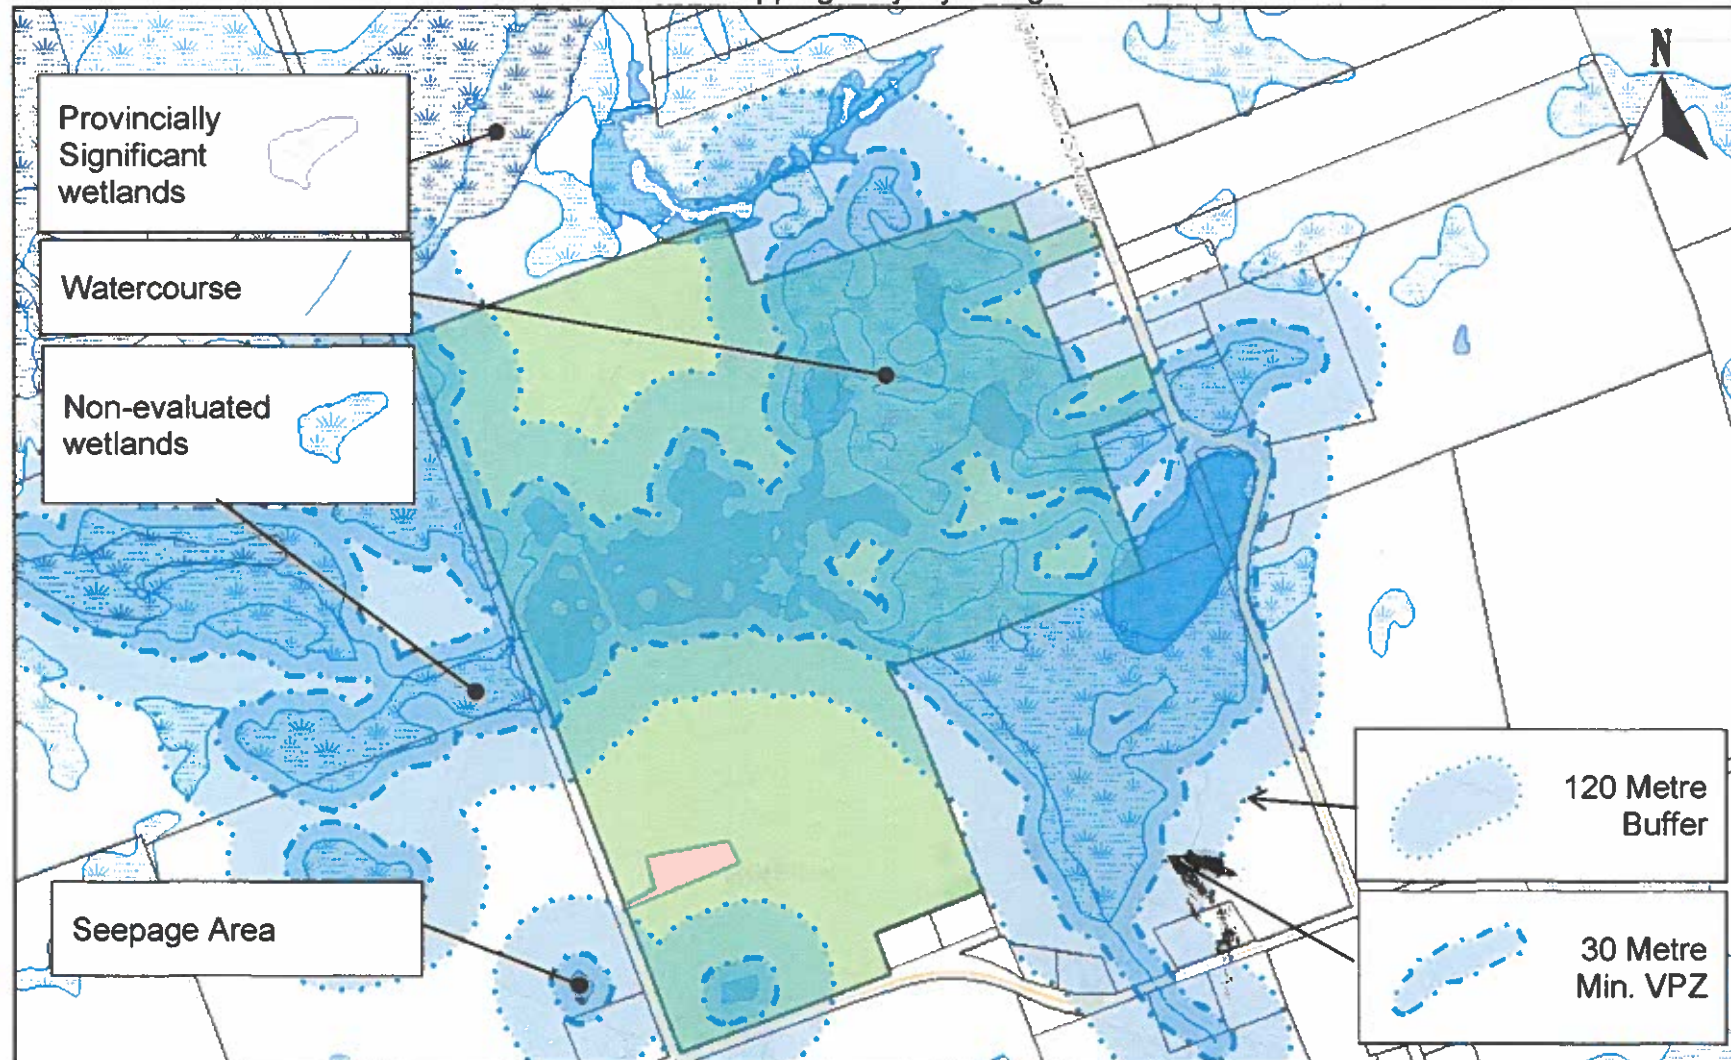 N
Provincially
Significant
wetlands
Watercourse
Non-evaluated
wetlands
120 Metre
Buffer
Seepage Area
30 Metre
Min. VPZ